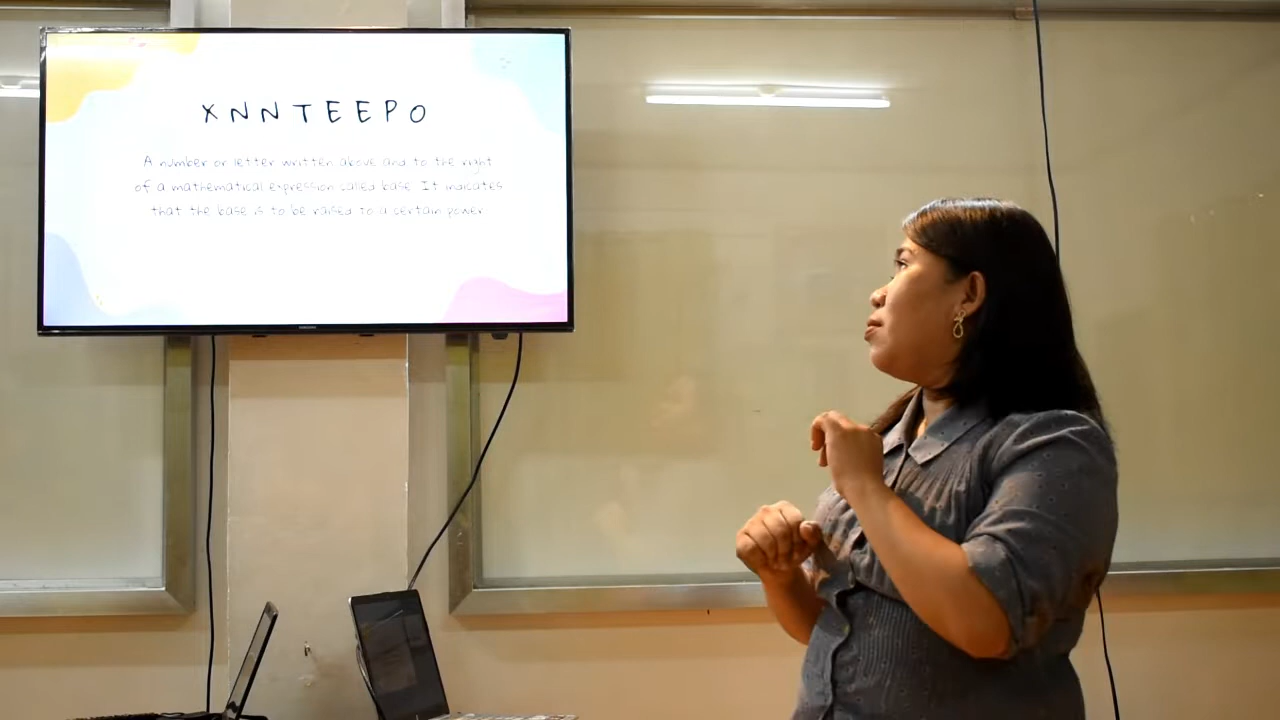 XNNTEEPO
A number or letter written above and to the right
of a mathematical expression called base. It indicates
that the base is to be raised to a certain power
SAMSUNG